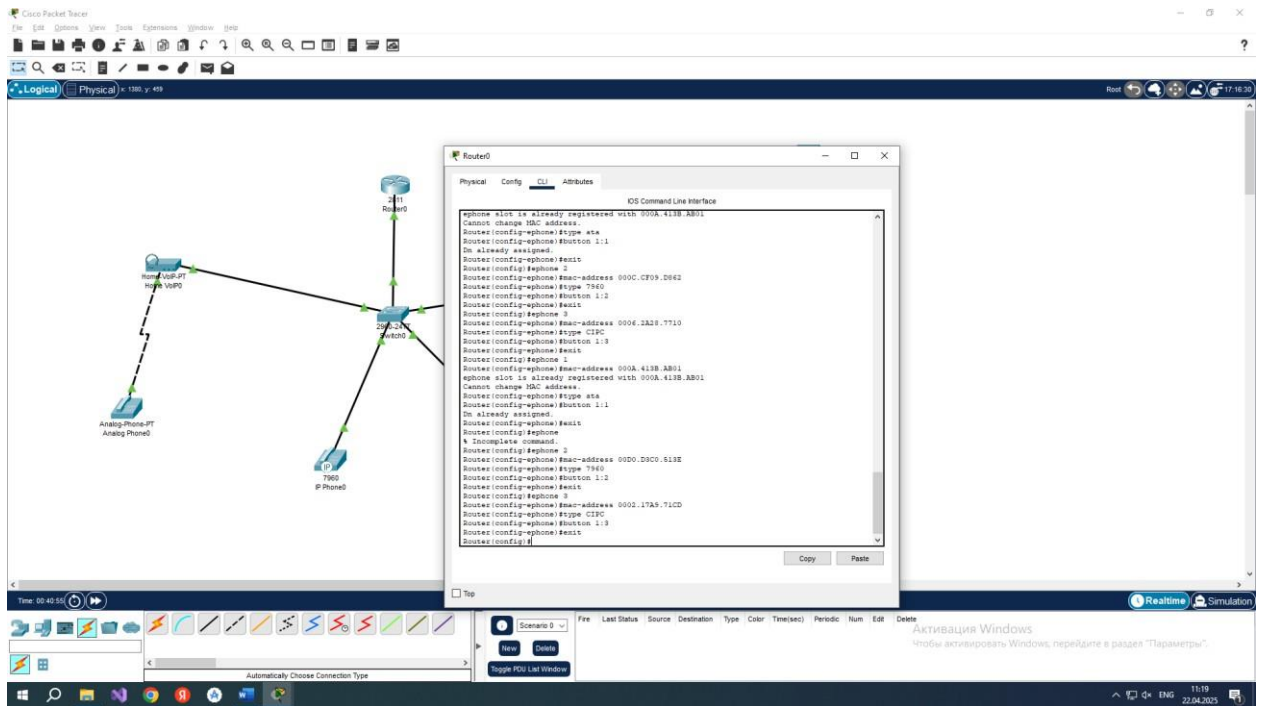 Cisco Packet Tracer
File Edit Options View Tools Extensions Window Help
?
Logical Physical x: 1380, y: 459
Root 17:16:30
2811
Router0
Home-VoIP-PT
Home VoIP0
2960-24TT
Switch0
Analog-Phone-PT
Analog Phone0
IP
7960
IP Phone0
Router0
Physical Config CLI Attributes
IOS Command Line Interface
ephone slot is already registered with 000A.413B.AB01
Cannot change MAC address.
Router(config-ephone)#type ata
Router(config-ephone)#button 1:1
Dn already assigned.
Router(config-ephone)#exit
Router(config)#ephone 2
Router(config-ephone)#mac-address 000C.CF09.D862
Router(config-ephone)#type 7960
Router(config-ephone)#button 1:2
Router(config-ephone)#exit
Router(config)#ephone 3
Router(config-ephone)#mac-address 0006.2A28.7710
Router(config-ephone)#type CIPC
Router(config-ephone)#button 1:3
Router(config-ephone)#exit
Router(config)#ephone 1
Router(config-ephone)#mac-address 000A.413B.AB01
ephone slot is already registered with 000A.413B.AB01
Cannot change MAC address.
Router(config-ephone)#type ata
Router(config-ephone)#button 1:1
Dn already assigned.
Router(config-ephone)#exit
Router(config)#ephone
% Incomplete command.
Router(config)#ephone 2
Router(config-ephone)#mac-address 00D0.D3C0.513E
Router(config-ephone)#type 7960
Router(config-ephone)#button 1:2
Router(config-ephone)#exit
Router(config)#ephone 3
Router(config-ephone)#mac-address 0002.17A9.71CD
Router(config-ephone)#type CIPC
Router(config-ephone)#button 1:3
Router(config-ephone)#exit
Router(config)#
Copy Paste
Top
Time: 00:40:55
Realtime Simulation
Scenario 0
New Delete
Toggle PDU List Window
Fire Last Status Source Destination Type Color Time(sec) Periodic Num Edit Delete
Automatically Choose Connection Type
Активация Windows
Чтобы активировать Windows, перейдите в раздел "Параметры".
ENG
11:19
22.04.2025